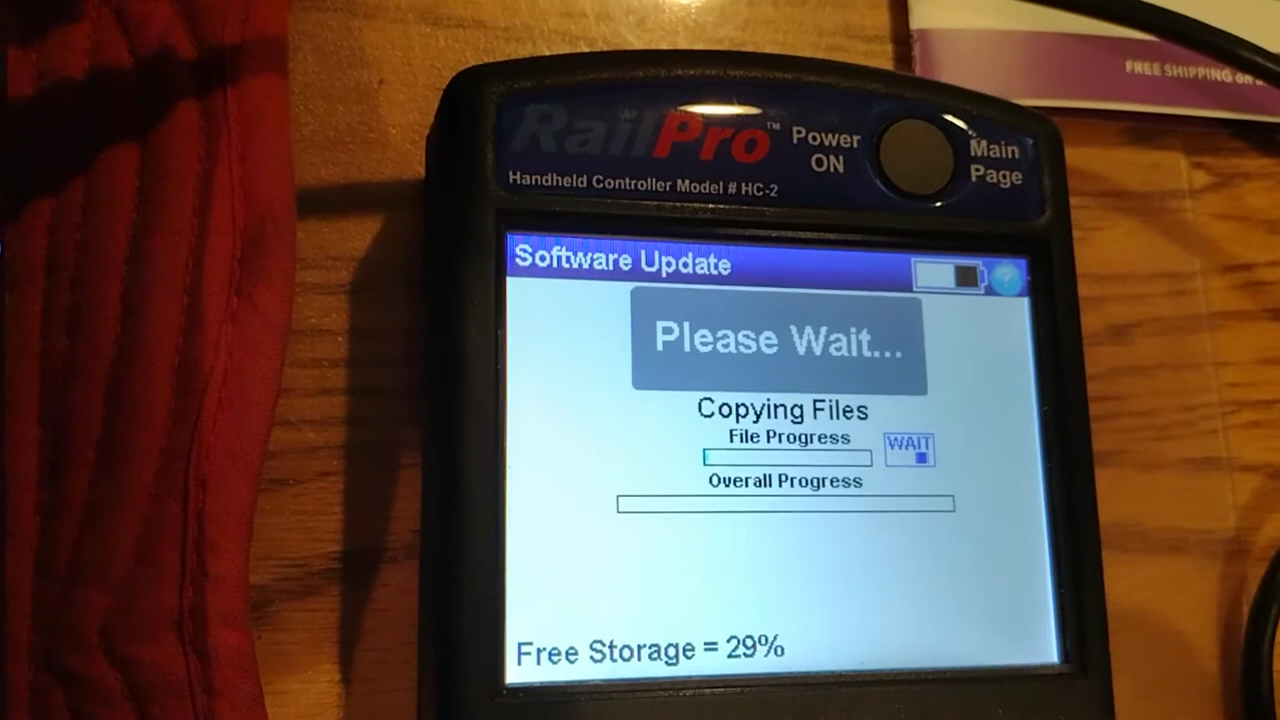 FREE SHIPPING on
RailPro™
Power
ON
Main
Page
Handheld Controller Model # HC-2
Software Update
?
Please Wait...
Copying Files
File Progress
WAIT
Overall Progress
Free Storage = 29%